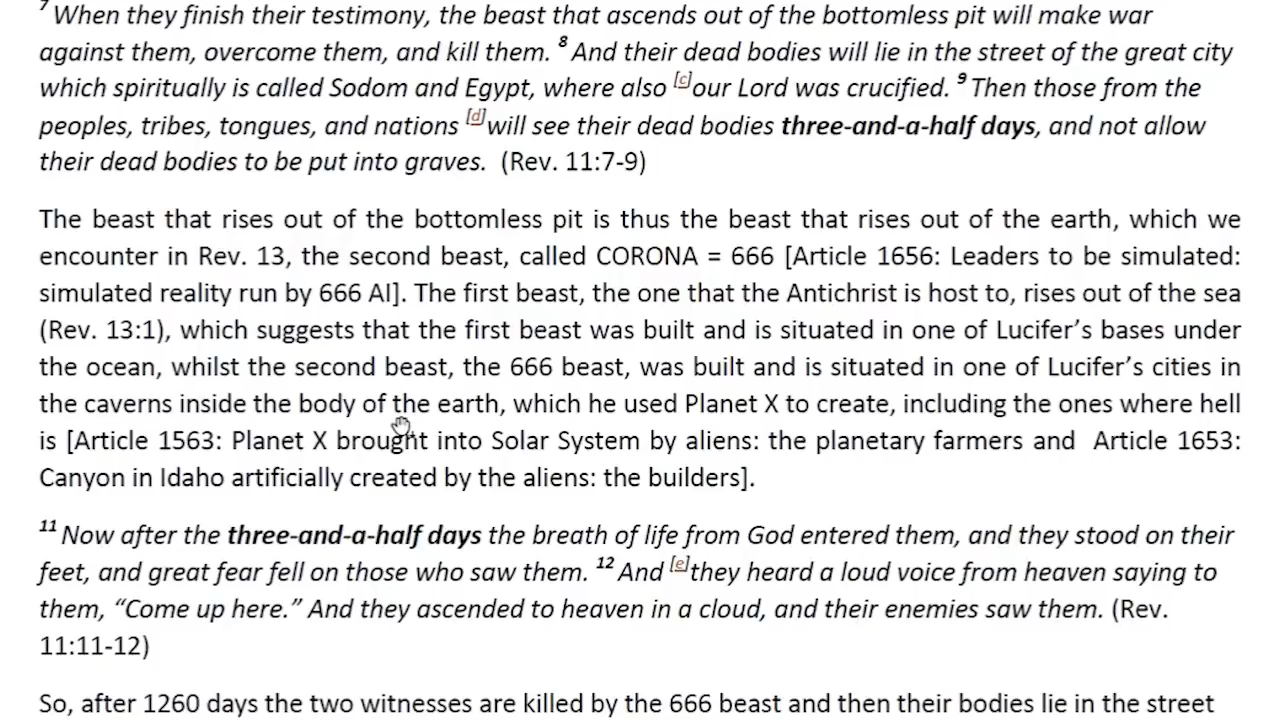 7 When they finish their testimony, the beast that ascends out of the bottomless pit will make war
against them, overcome them, and kill them. 8 And their dead bodies will lie in the street of the great city
which spiritually is called Sodom and Egypt, where also [c]our Lord was crucified. 9 Then those from the
peoples, tribes, tongues, and nations [d]will see their dead bodies three-and-a-half days, and not allow
their dead bodies to be put into graves. (Rev. 11:7-9)
The beast that rises out of the bottomless pit is thus the beast that rises out of the earth, which we
encounter in Rev. 13, the second beast, called CORONA = 666 [Article 1656: Leaders to be simulated:
simulated reality run by 666 AI]. The first beast, the one that the Antichrist is host to, rises out of the sea
(Rev. 13:1), which suggests that the first beast was built and is situated in one of Lucifer's bases under
the ocean, whilst the second beast, the 666 beast, was built and is situated in one of Lucifer's cities in
the caverns inside the body of the earth, which he used Planet X to create, including the ones where hell
is [Article 1563: Planet X brought into Solar System by aliens: the planetary farmers and Article 1653:
Canyon in Idaho artificially created by the aliens: the builders].
11 Now after the three-and-a-half days the breath of life from God entered them, and they stood on their
feet, and great fear fell on those who saw them. 12 And [e]they heard a loud voice from heaven saying to
them, “Come up here.” And they ascended to heaven in a cloud, and their enemies saw them. (Rev.
11:11-12)
So, after 1260 days the two witnesses are killed by the 666 beast and then their bodies lie in the street